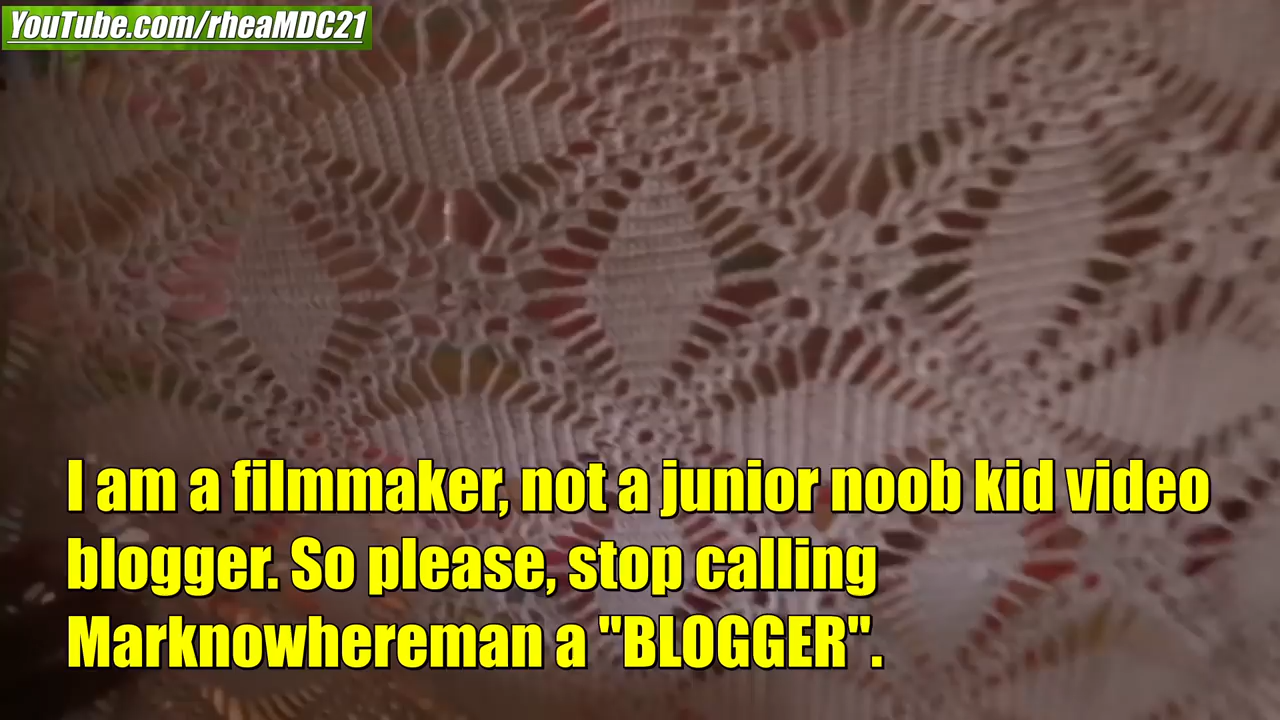 YouTube.com/rheaMDC21
I am a filmmaker, not a junior noob kid video
blogger. So please, stop calling
Marknowhereman a "BLOGGER".